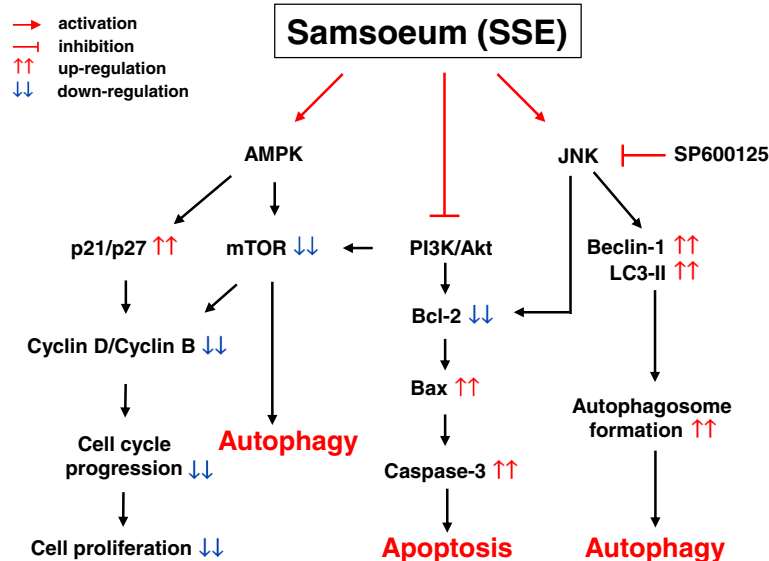 Samsoeum (SSE)
activation
inhibition
↑↑ up-regulation
↓↓ down-regulation
AMPK
JNK
SP600125
p21/p27 ↑↑
mTOR ↓↓
PI3K/Akt
Beclin-1 ↑↑
LC3-II ↑↑
Bcl-2 ↓↓
Cyclin D/Cyclin B ↓↓
Bax ↑↑
Autophagosome
formation ↑↑
Cell cycle
progression ↓↓
Autophagy
Caspase-3 ↑↑
Cell proliferation ↓↓
Apoptosis
Autophagy